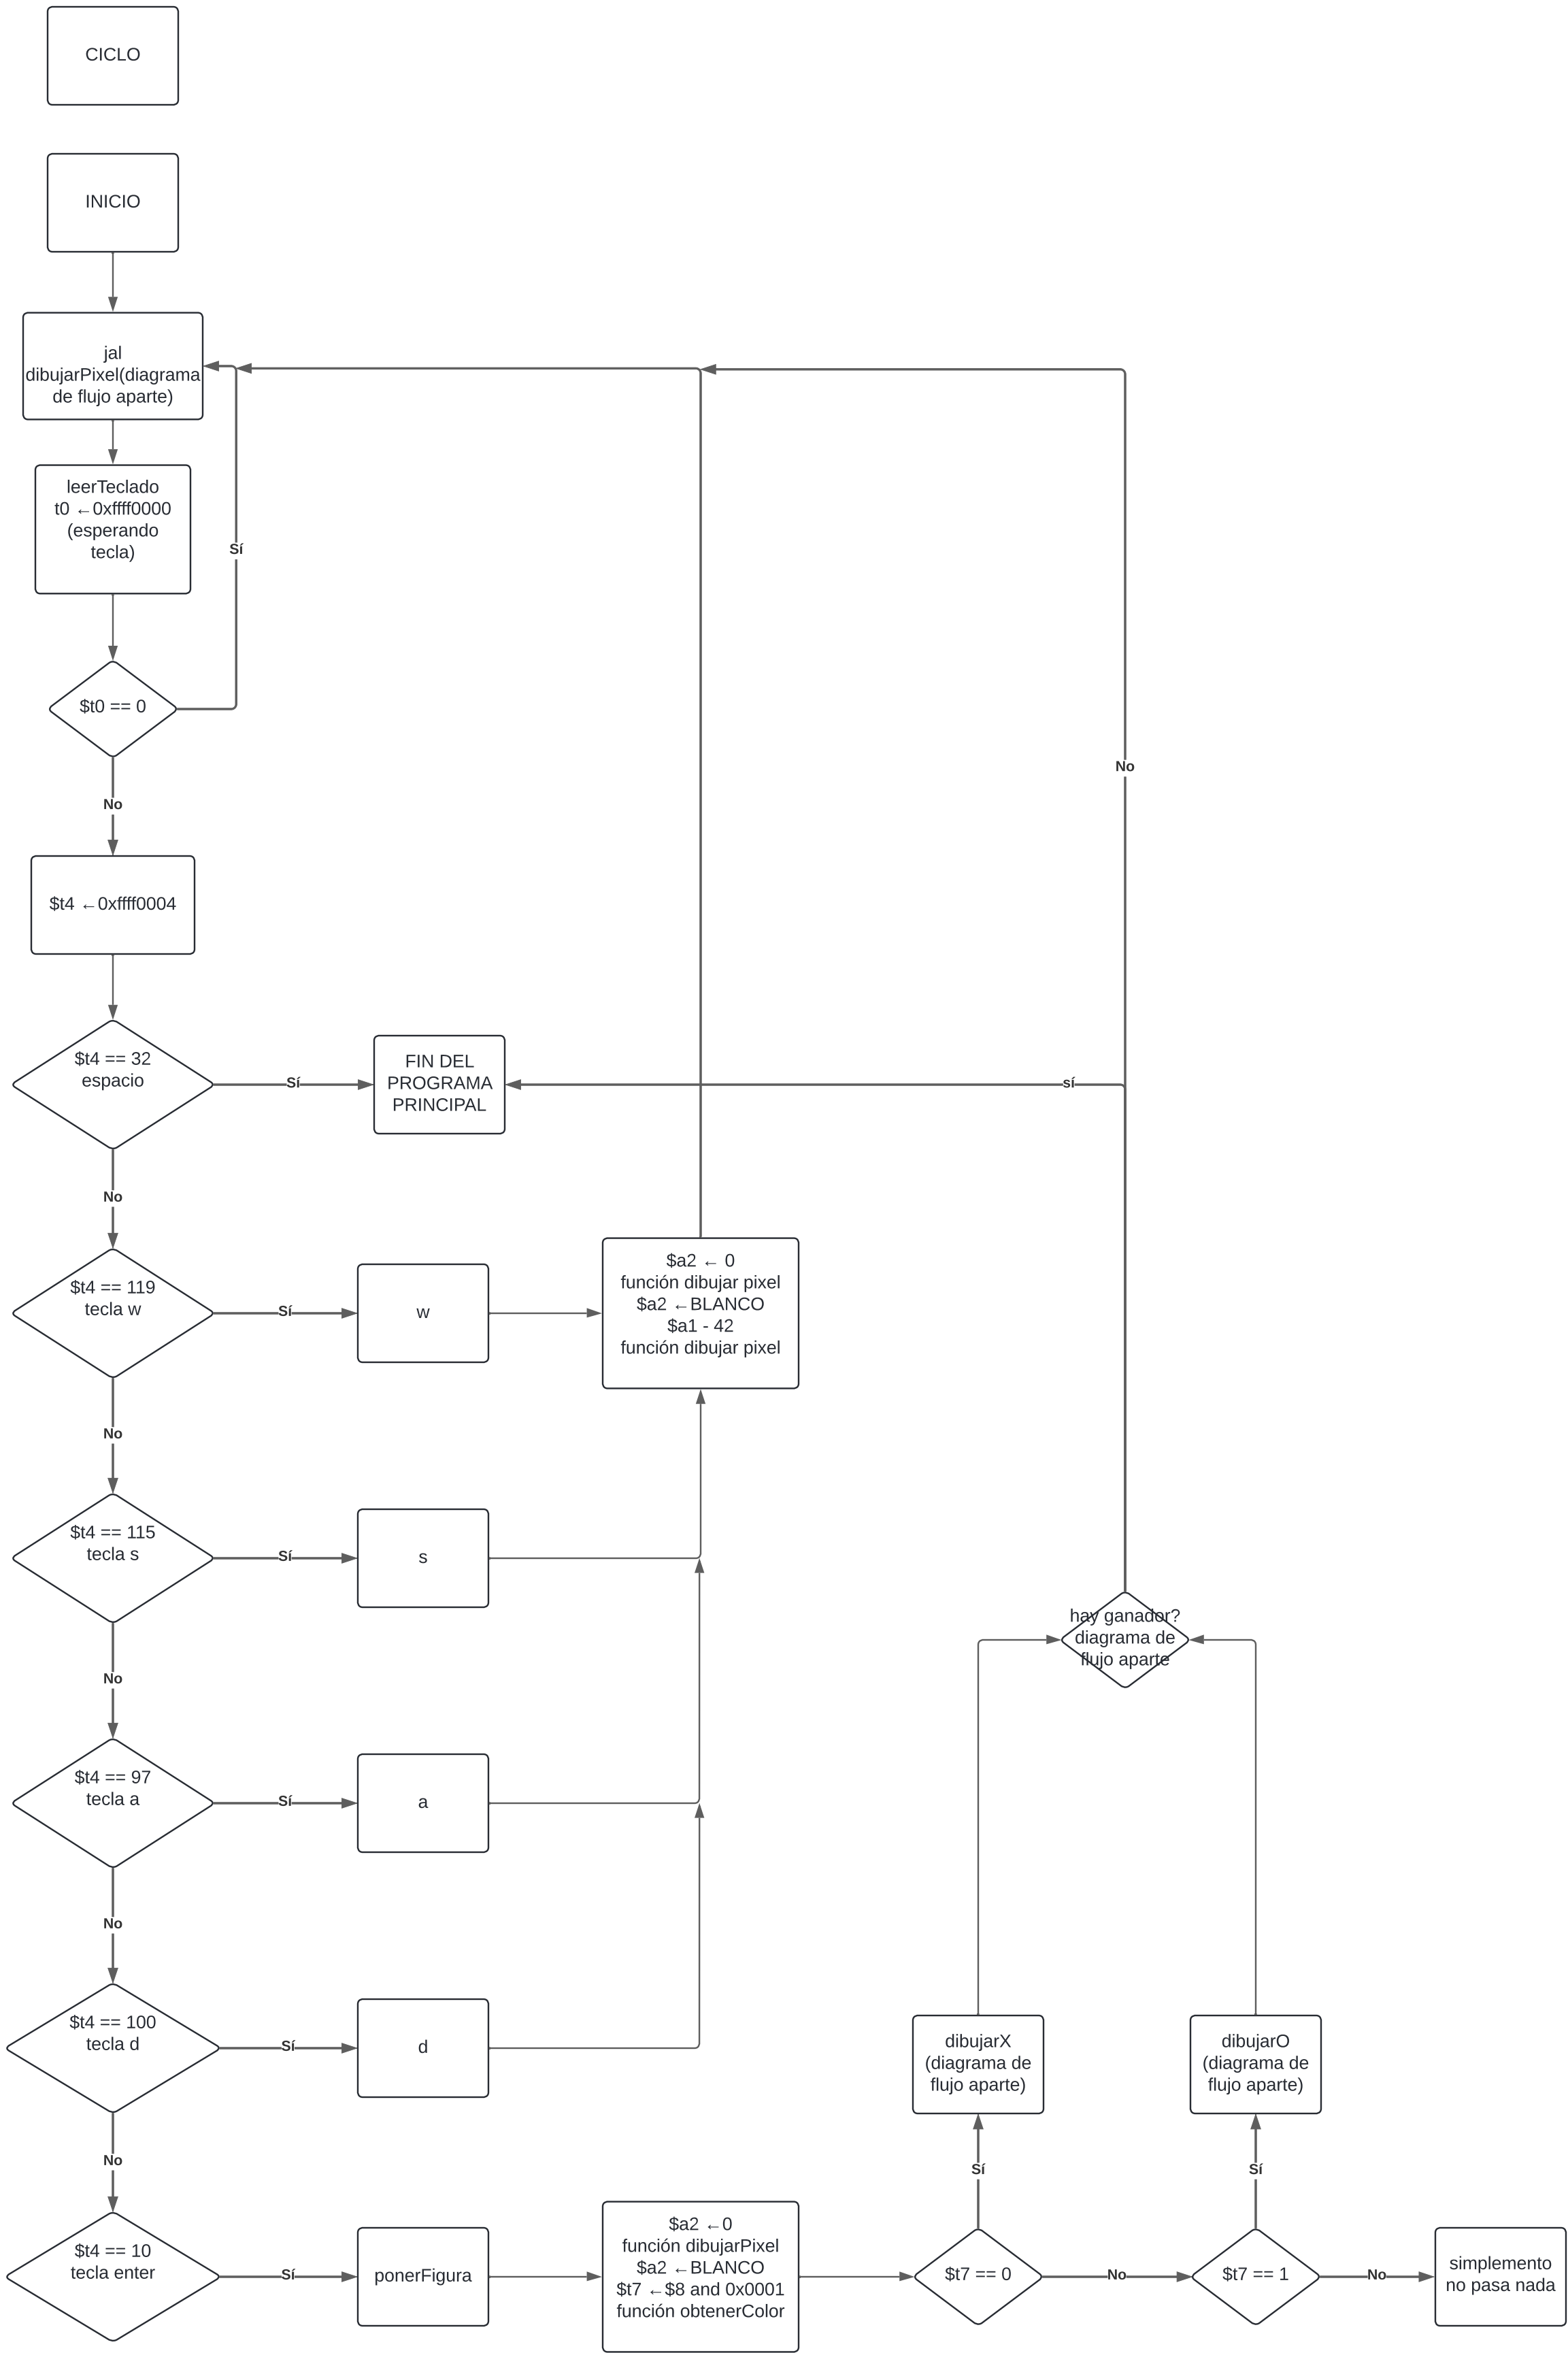 CICLO
INICIO
jal
dibujarPixel(diagrama
de flujo aparte)
leerTeclado
t0 ←0xffff0000
(esperando
tecla)
Sí
$t0 == 0
No
No
$t4 ←0xffff0004
$t4 == 32
espacio
Sí
FIN DEL
PROGRAMA
PRINCIPAL
sí
No
$t4 == 119
tecla w
Sí
w
$a2 ← 0
función dibujar pixel
$a2 ←BLANCO
$a1 - 42
función dibujar pixel
No
$t4 == 115
tecla s
Sí
s
hay ganador?
diagrama de
flujo aparte
No
$t4 == 97
tecla a
Sí
a
No
$t4 == 100
tecla d
Sí
d
dibujarX
(diagrama de
flujo aparte)
dibujarO
(diagrama de
flujo aparte)
No
Sí
Sí
$t4 == 10
tecla enter
Sí
ponerFigura
$a2 ←0
función dibujarPixel
$a2 ←BLANCO
$t7 ←$8 and 0x0001
función obtenerColor
$t7 == 0
No
$t7 == 1
No
simplemento
no pasa nada